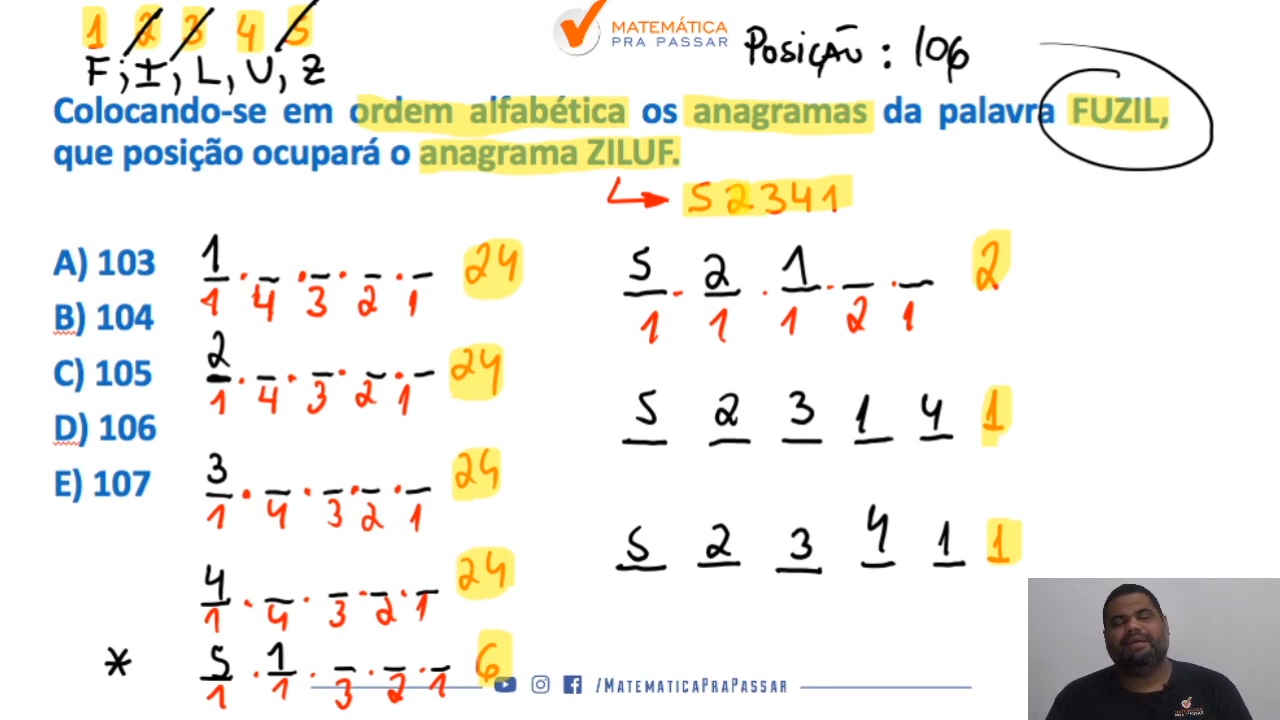 1 2 3 4 5
F, I, L, U, Z
MATEMÁTICA
PRA PASSAR
POSIÇÃO: 106
Colocando-se em ordem alfabética os anagramas da palavra FUZIL,
que posição ocupará o anagrama ZILUF.
52341
A) 103
B) 104
C) 105
D) 106
E) 107
1 _ _ _ _ 24
1 · 4 · 3 · 2 · 1
2 _ _ _ _ 24
1 · 4 · 3 · 2 · 1
3 _ _ _ _ 24
1 · 4 · 3 · 2 · 1
4 _ _ _ _ 24
1 · 4 · 3 · 2 · 1
* 5 1 _ _ _ 6
1 · 1 · 3 · 2 · 1
5 2 1 _ _ 2
1 · 1 · 1 · 2 · 1
5 2 3 1 4 1
5 2 3 4 1 1
/MatematicaPraPassar
MATEMÁTICA